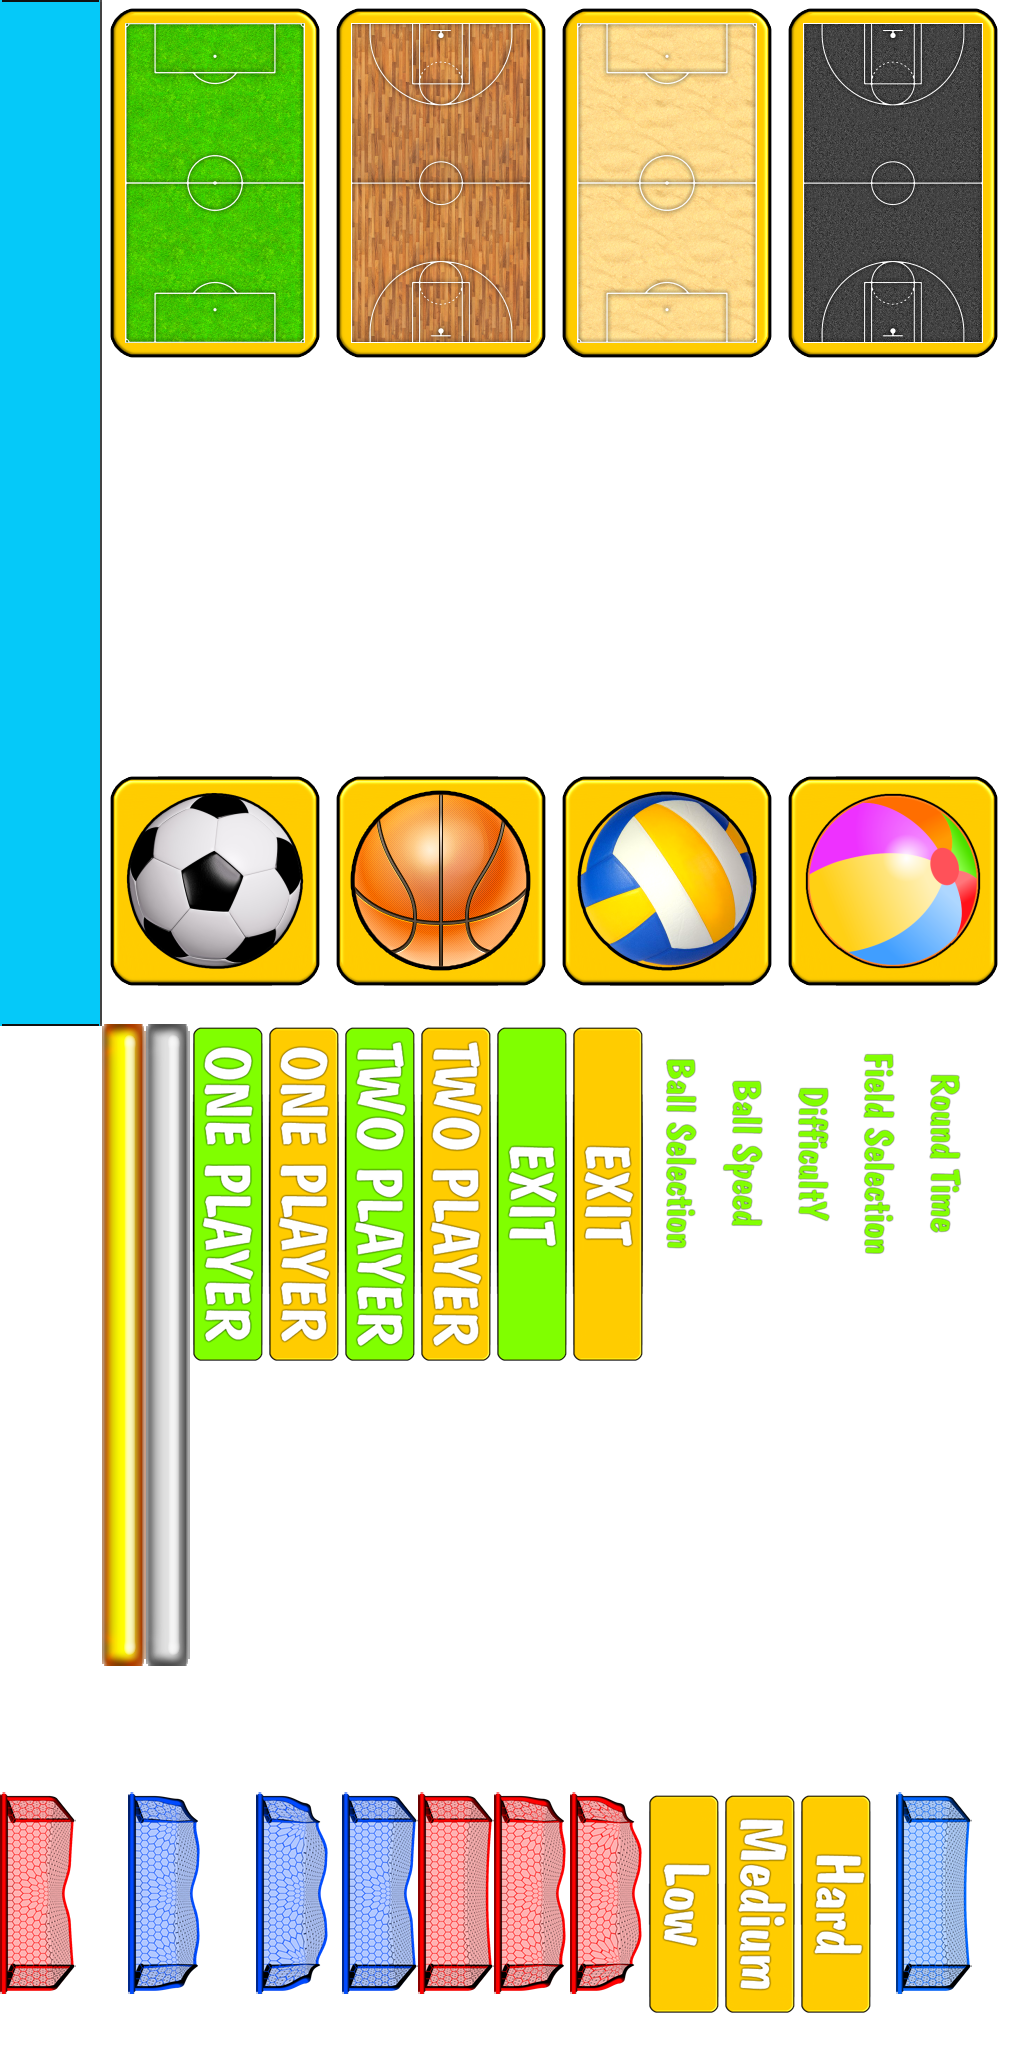 ONE PLAYER
ONE PLAYER
TWO PLAYER
TWO PLAYER
EXIT
EXIT
Ball Selection
Ball Speed
Difficulty
Field Selection
Round Time
Low
Medium
Hard